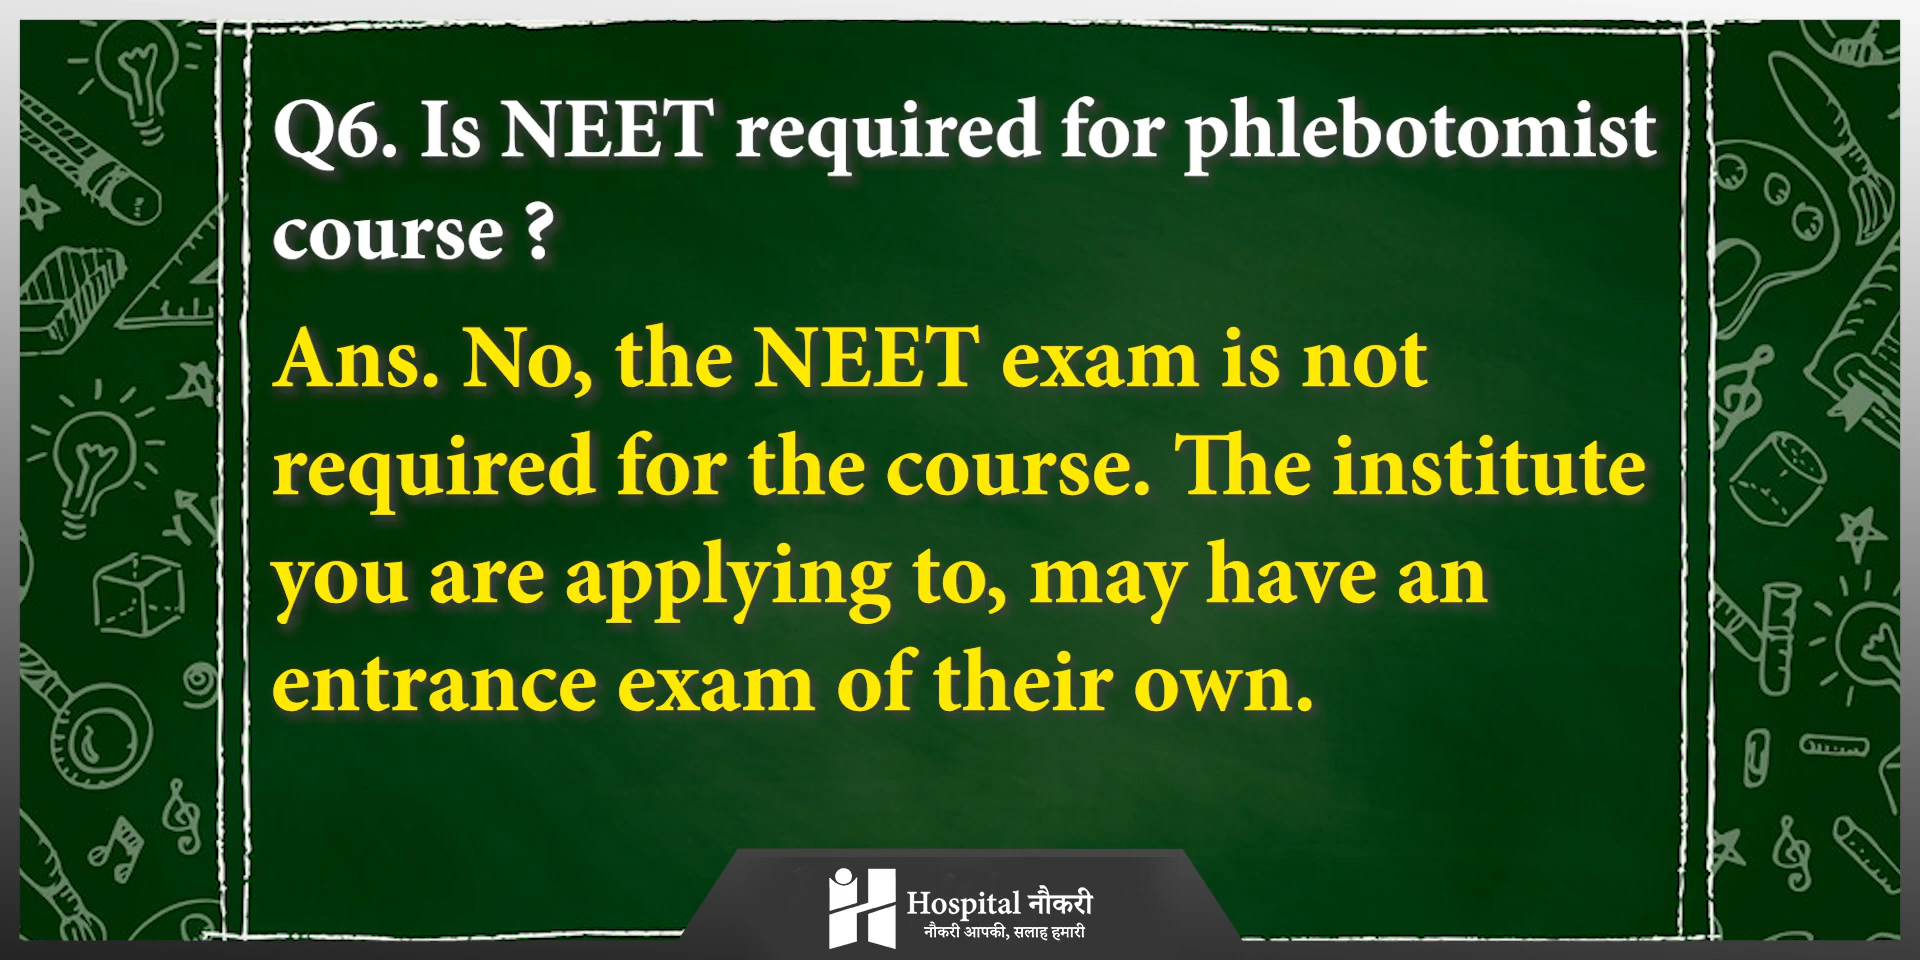 Q6. Is NEET required for phlebotomist
course ?
Ans. No, the NEET exam is not
required for the course. The institute
you are applying to, may have an
entrance exam of their own.
Hospital नौकरी
नौकरी आपकी, सलाह हमारी